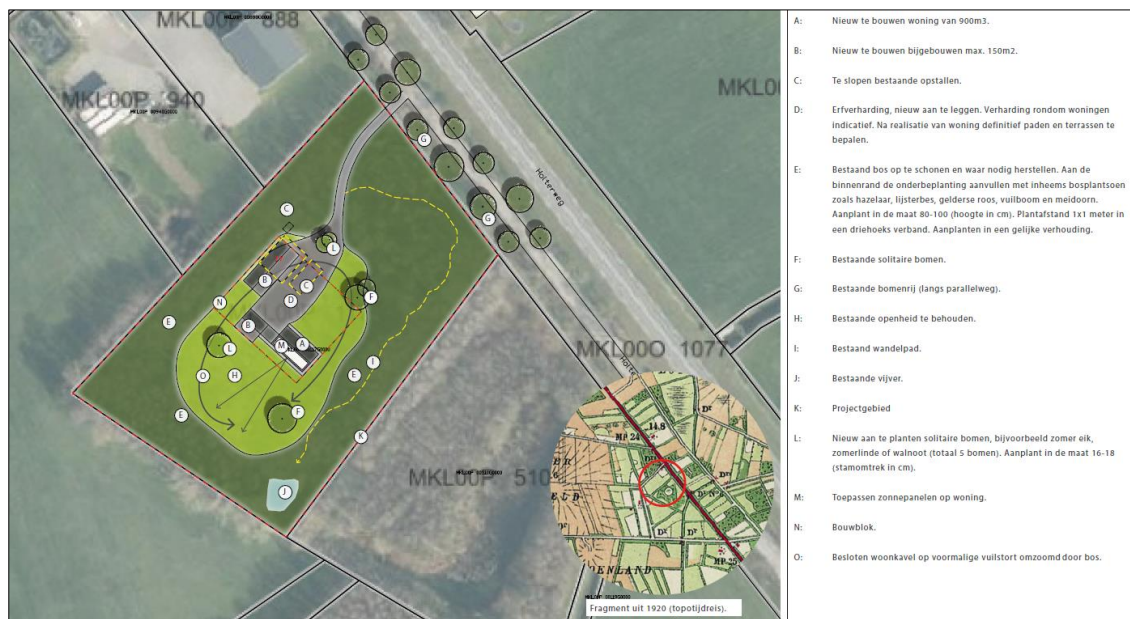 MKL00P 388
MKL00P 940
MKL0
MKL00O 1077
MKL00P 510
Holterweg
Holte
C
L
B
C
D
F
N
E
B
M
A
L
I
O
H
E
E
F
K
J
G
G
MP 24
14.8
Dr
ELD
DENLAND
MP 25
Fragment uit 1920 (topotijdreis).
A: Nieuw te bouwen woning van 900m3.
B: Nieuw te bouwen bijgebouwen max. 150m2.
C: Te slopen bestaande opstallen.
D: Erfverharding, nieuw aan te leggen. Verharding rondom woningen
indicatief. Na realisatie van woning definitief paden en terrassen te
bepalen.
E: Bestaand bos op te schonen en waar nodig herstellen. Aan de
binnenrand de onderbeplanting aanvullen met inheems bosplantsoen
zoals hazelaar, lijsterbes, gelderse roos, vuilboom en meidoorn.
Aanplant in de maat 80-100 (hoogte in cm). Plantafstand 1x1 meter in
een driehoeks verband. Aanplanten in een gelijke verhouding.
F: Bestaande solitaire bomen.
G: Bestaande bomenrij (langs parallelweg).
H: Bestaande openheid te behouden.
I: Bestaand wandelpad.
J: Bestaande vijver.
K: Projectgebied
L: Nieuw aan te planten solitaire bomen, bijvoorbeeld zomer eik,
zomerlinde of walnoot (totaal 5 bomen). Aanplant in de maat 16-18
(stamomtrek in cm).
M: Toepassen zonnepanelen op woning.
N: Bouwblok.
O: Besloten woonkavel op voormalige vuilstort omzoomd door bos.